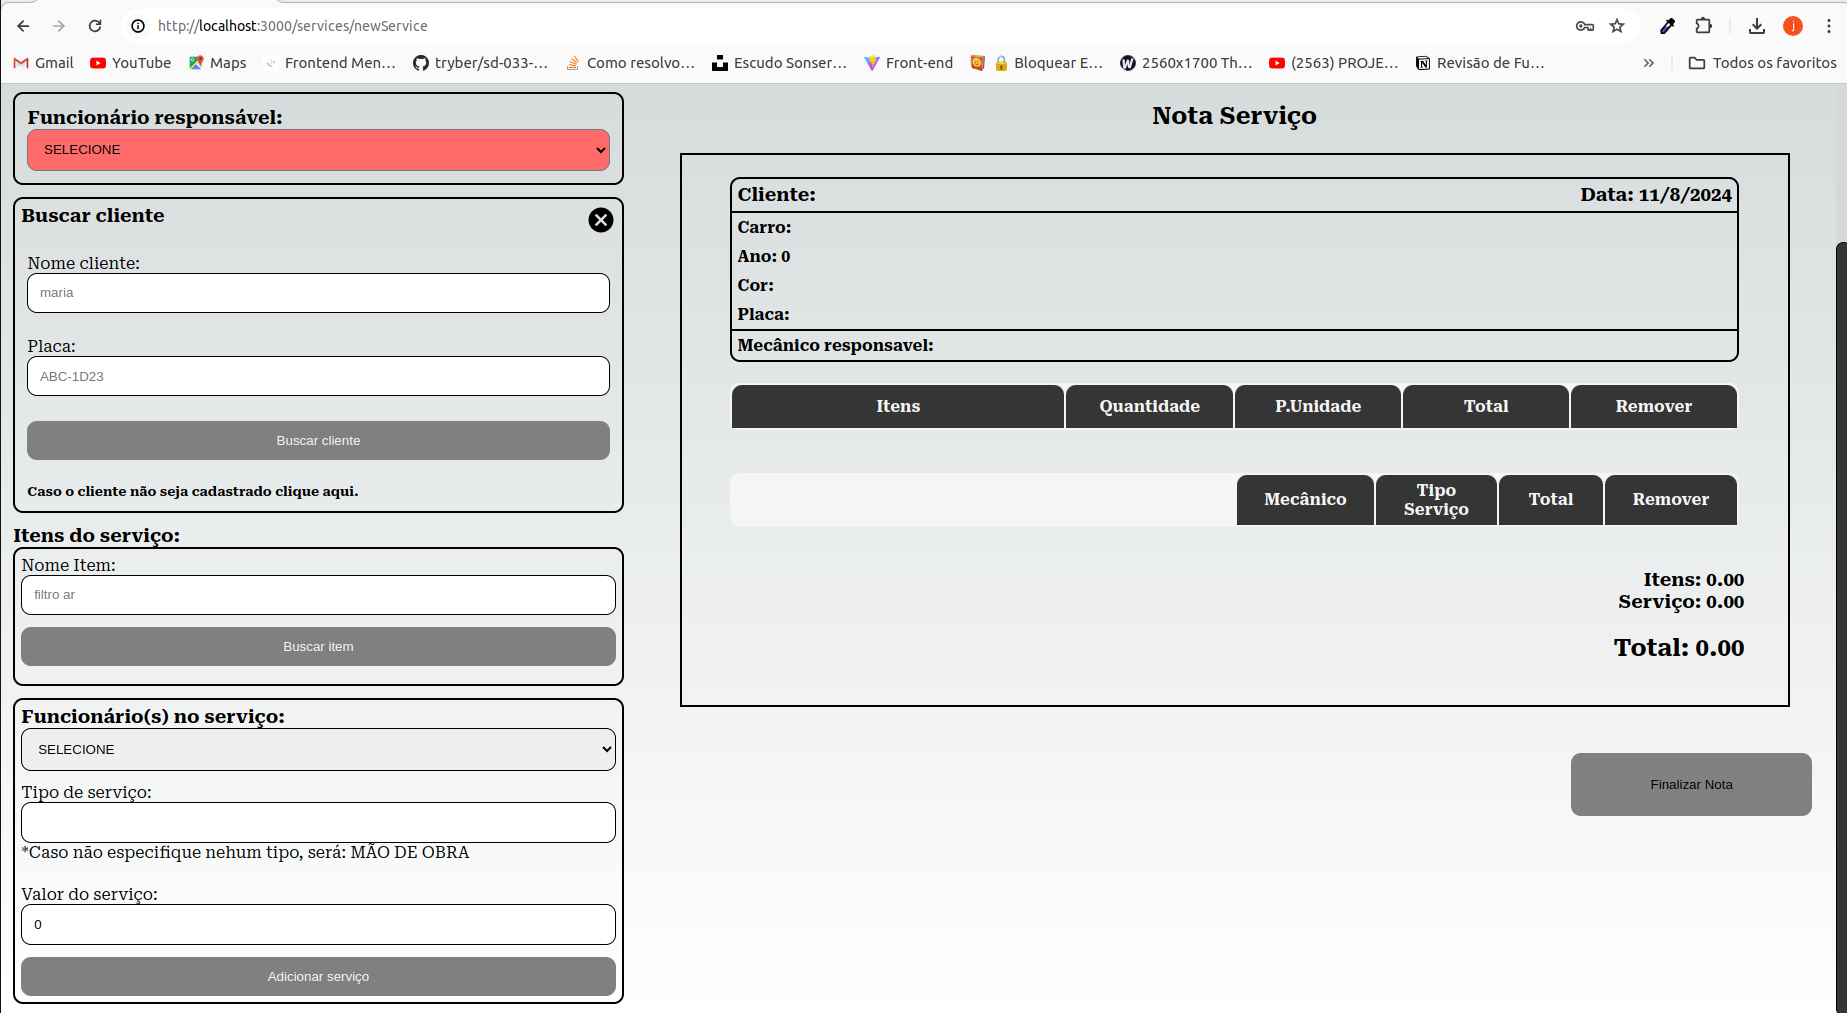 http://localhost:3000/services/newService
j
Gmail
YouTube
Maps
Frontend Men...
tryber/sd-033-...
Como resolvo...
Escudo Sonser...
Front-end
Bloquear E...
2560x1700 Th...
(2563) PROJE...
Revisão de Fu...
»
Todos os favoritos
Funcionário responsável:
SELECIONE
Buscar cliente
Nome cliente:
maria
Placa:
ABC-1D23
Buscar cliente
Caso o cliente não seja cadastrado clique aqui.
Itens do serviço:
Nome Item:
filtro ar
Buscar item
Funcionário(s) no serviço:
SELECIONE
Tipo de serviço:
*Caso não especifique nehum tipo, será: MÃO DE OBRA
Valor do serviço:
0
Adicionar serviço
Nota Serviço
Cliente:
Data: 11/8/2024
Carro:
Ano: 0
Cor:
Placa:
Mecânico responsavel:
Itens
Quantidade
P.Unidade
Total
Remover
Mecânico
Tipo
Serviço
Total
Remover
Itens: 0.00
Serviço: 0.00
Total: 0.00
Finalizar Nota